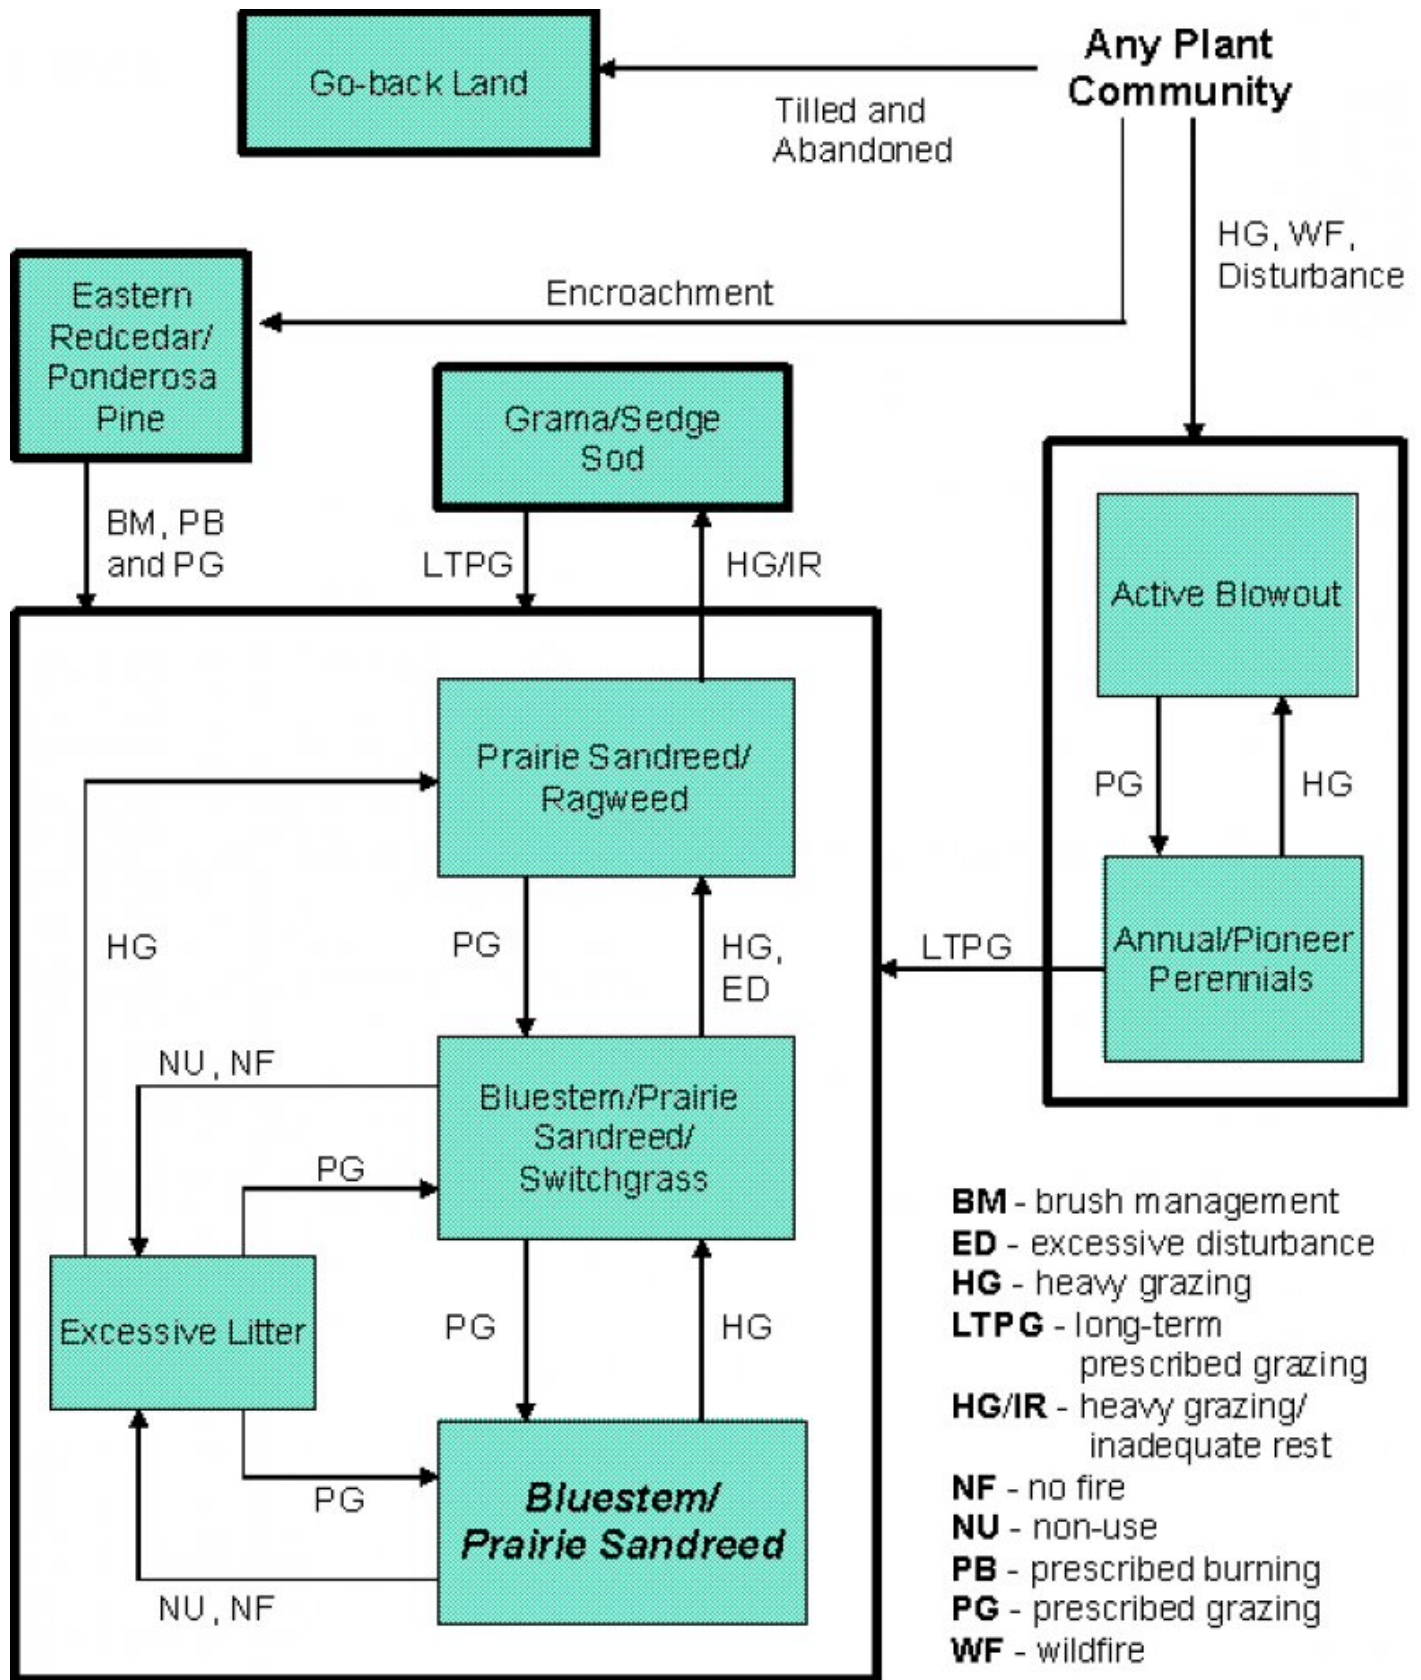 Go-back Land
Any Plant
Community
Tilled and
Abandoned
HG, WF,
Disturbance
Eastern
Redcedar/
Ponderosa
Pine
Encroachment
Grama/Sedge
Sod
BM, PB
and PG
LTPG
HG/IR
Active Blowout
PG
HG
Annual/Pioneer
Perennials
LTPG
Prairie Sandreed/
Ragweed
HG
PG
HG,
ED
NU, NF
Bluestem/Prairie
Sandreed/
Switchgrass
PG
Excessive Litter
PG
HG
PG
Bluestem/
Prairie Sandreed
NU, NF
BM - brush management
ED - excessive disturbance
HG - heavy grazing
LTPG - long-term
prescribed grazing
HG/IR - heavy grazing/
inadequate rest
NF - no fire
NU - non-use
PB - prescribed burning
PG - prescribed grazing
WF - wildfire